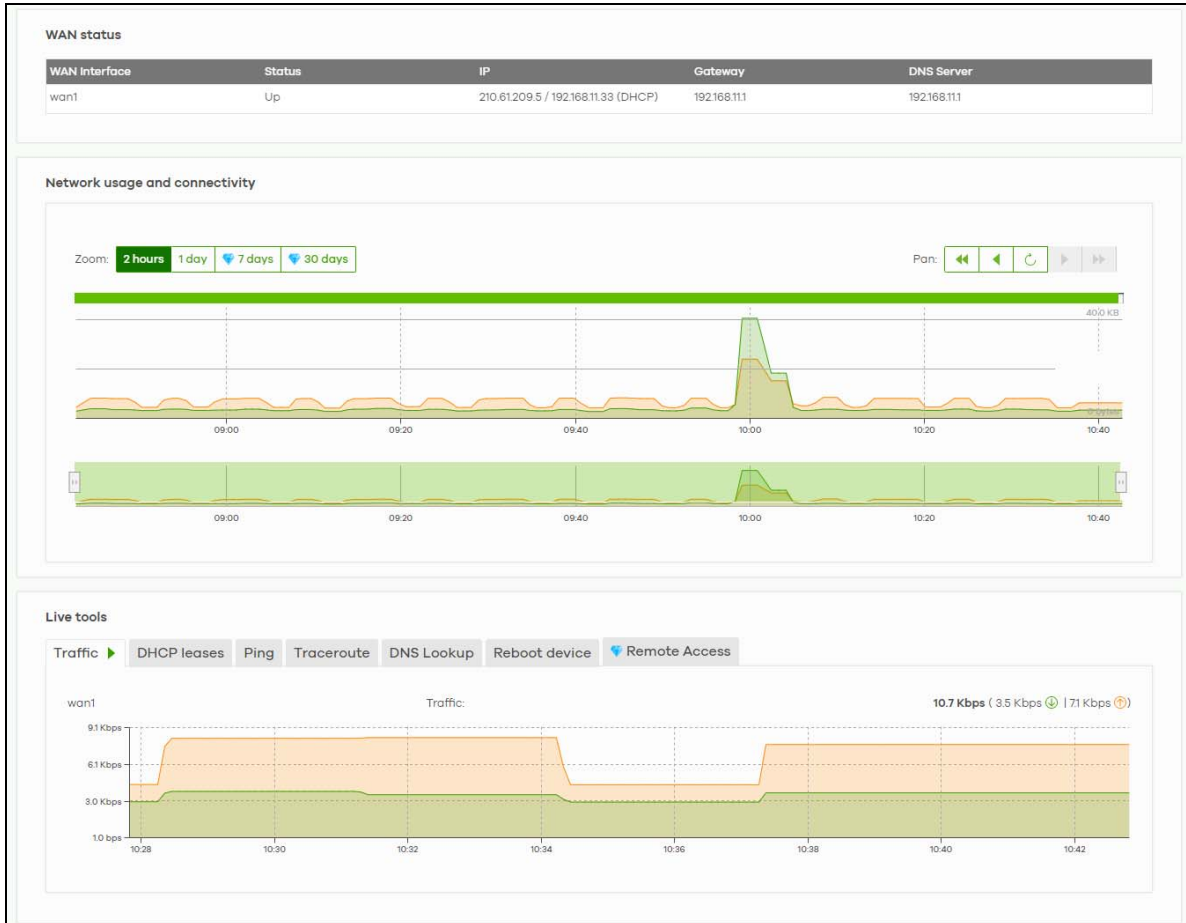 WAN status
WAN Interface Status IP Gateway DNS Server
wan1 Up 210.61.209.5 / 192.168.11.33 (DHCP) 192.168.11.1 192.168.11.1
Network usage and connectivity
Zoom: 2 hours 1 day 7 days 30 days Pan:
40.0 KB
0 bytes
09:00 09:20 09:40 10:00 10:20 10:40
09:00 09:20 09:40 10:00 10:20 10:40
Live tools
Traffic DHCP leases Ping Traceroute DNS Lookup Reboot device Remote Access
wan1 Traffic: 10.7 Kbps ( 3.5 Kbps | 7.1 Kbps )
9.1 Kbps
6.1 Kbps
3.0 Kbps
1.0 bps
10:28 10:30 10:32 10:34 10:36 10:38 10:40 10:42